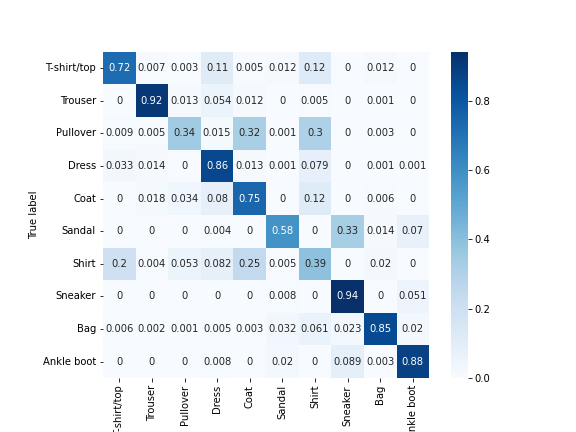 T-shirt/top 0.72 0.007 0.003 0.11 0.005 0.012 0.12 0 0.012 0
Trouser 0 0.92 0.013 0.054 0.012 0 0.005 0 0.001 0
Pullover 0.009 0.005 0.34 0.015 0.32 0.001 0.3 0 0.003 0
Dress 0.033 0.014 0 0.86 0.013 0.001 0.079 0 0.001 0.001
Coat 0 0.018 0.034 0.08 0.75 0 0.12 0 0.006 0
Sandal 0 0 0 0.004 0 0.58 0 0.33 0.014 0.07
Shirt 0.2 0.004 0.053 0.082 0.25 0.005 0.39 0 0.02 0
Sneaker 0 0 0 0 0 0.008 0 0.94 0 0.051
Bag 0.006 0.002 0.001 0.005 0.003 0.032 0.061 0.023 0.85 0.02
Ankle boot 0 0 0 0.008 0 0.02 0 0.089 0.003 0.88
True label
-shirt/top
Trouser
Pullover
Dress
Coat
Sandal
Shirt
Sneaker
Bag
nkle boot
0.8
0.6
0.4
0.2
0.0